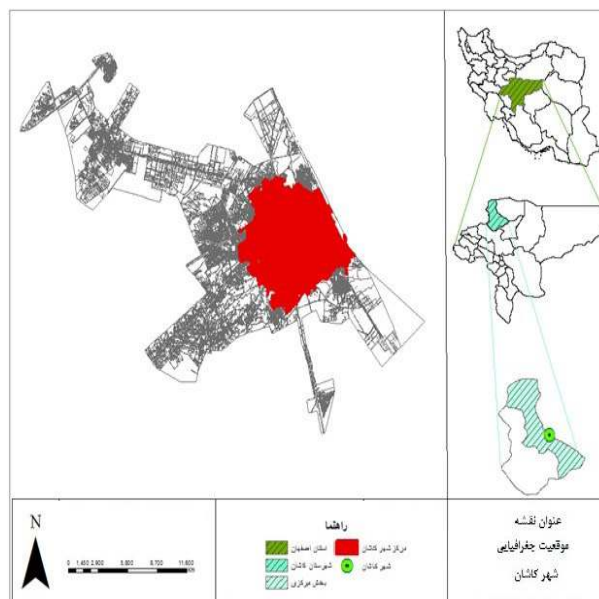 N
0 1.450 2.900 5.800 8.700 11.600
راهنما
استان اصفهان
مرکز شهر کاشان
شهرستان کاشان
شهر کاشان
بخش مرکزی
عنوان نقشه
موقعیت جغرافیایی
شهر کاشان